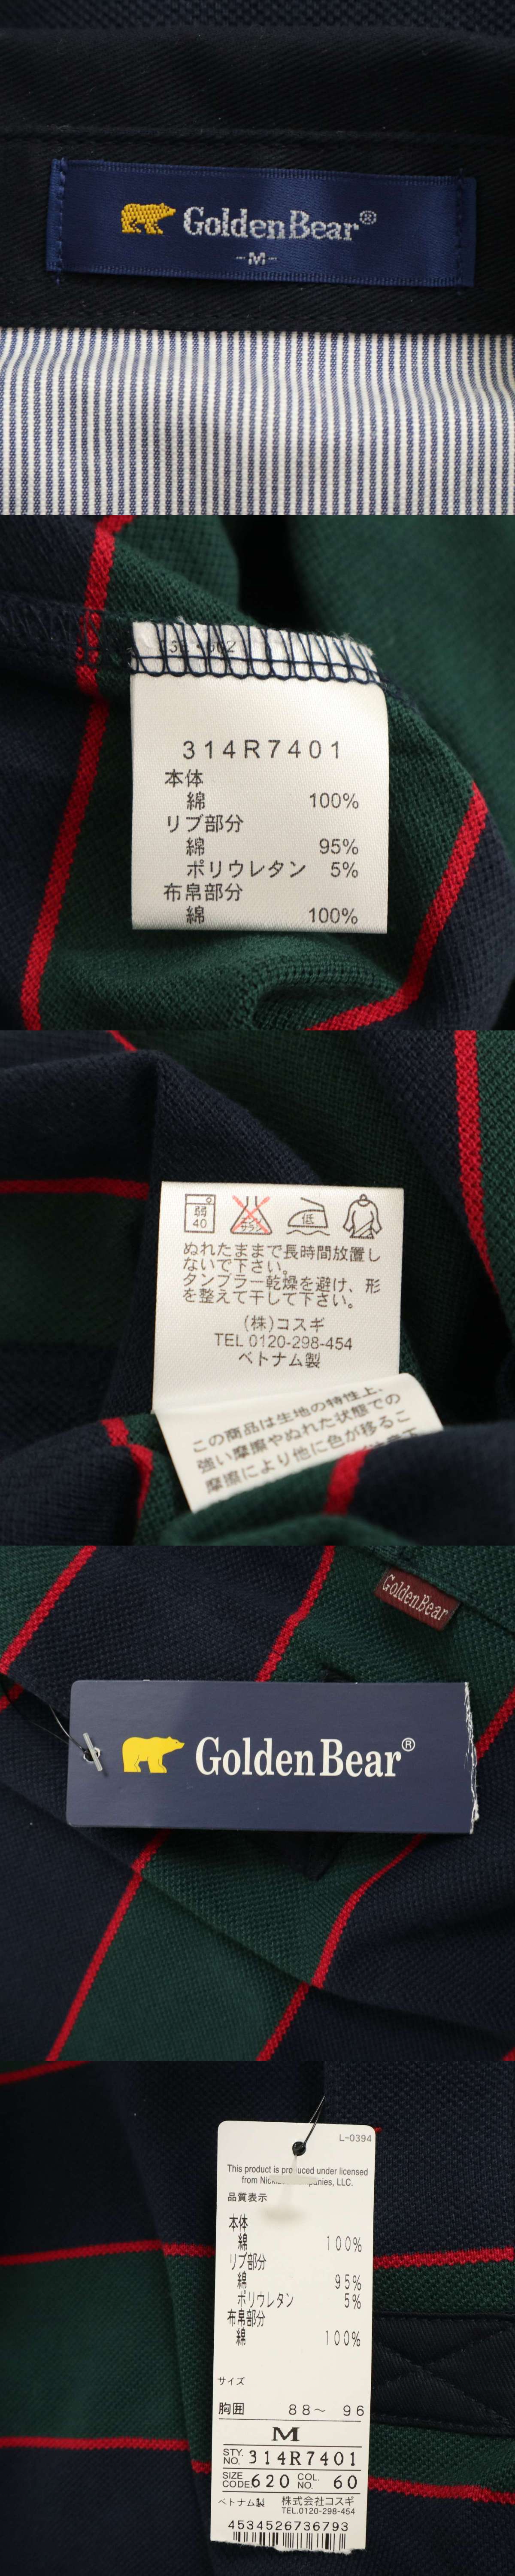 GoldenBear®
-M-
314R7401
本体
綿 100%
リブ部分
綿 95%
ポリウレタン 5%
布帛部分
綿 100%
弱
40
サラシ
低
ぬれたままで長時間放置し
ないで下さい。
タンブラー乾燥を避け、形
を整えて干して下さい。
(株)コスギ
TEL 0120-298-454
ベトナム製
この商品は生地の特性上、
強い摩擦やぬれた状態での
摩擦により他に色が移るこ
GoldenBear
GoldenBear®
L-0394
This product is produced under licensed
from
LLC.
品質表示
本体
綿 100%
リブ部分
綿 95%
ポリウレタン 5%
布帛部分
綿 100%
サイズ
胸囲 88～ 96
M
STY.
NO. 314R7401
SIZE
CODE 620 COL.
NO. 60
ベトナム製 株式会社コスギ
TEL.0120-298-454
4534526736793